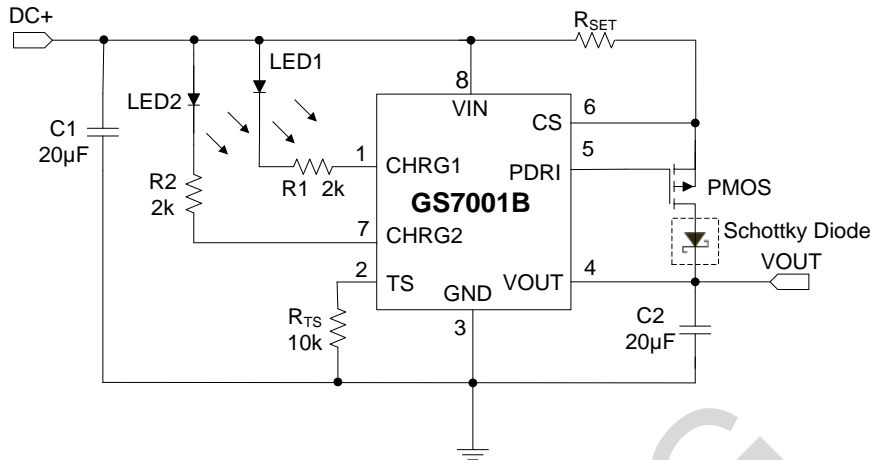 DC+
RSET
LED1
8
LED2
VIN
6
CS
C1
20µF
5
1
CHRG1
PDRI
R2
2k
R1 2k
PMOS
GS7001B
Schottky Diode
7
CHRG2
VOUT
2
TS
GND
VOUT
4
RTS
10k
3
C2
20µF